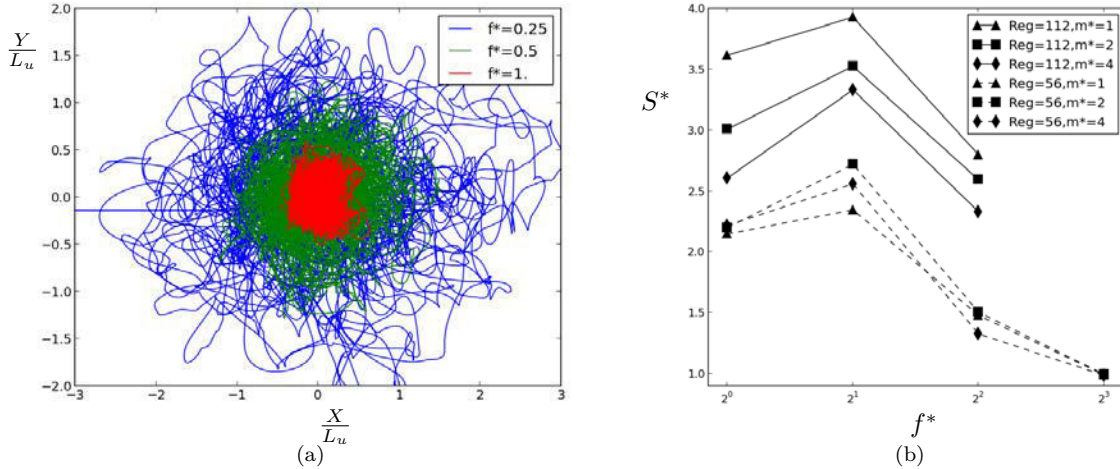 Y
L_u
2.0
1.5
1.0
0.5
0.0
−0.5
−1.0
−1.5
−2.0
−3
−2
−1
0
1
2
3
f*=0.25
f*=0.5
f*=1.
X
L_u
(a)
S*
4.0
3.5
3.0
2.5
2.0
1.5
1.0
2^0
2^1
2^2
2^3
Reg=112,m*=1
Reg=112,m*=2
Reg=112,m*=4
Reg=56,m*=1
Reg=56,m*=2
Reg=56,m*=4
f*
(b)